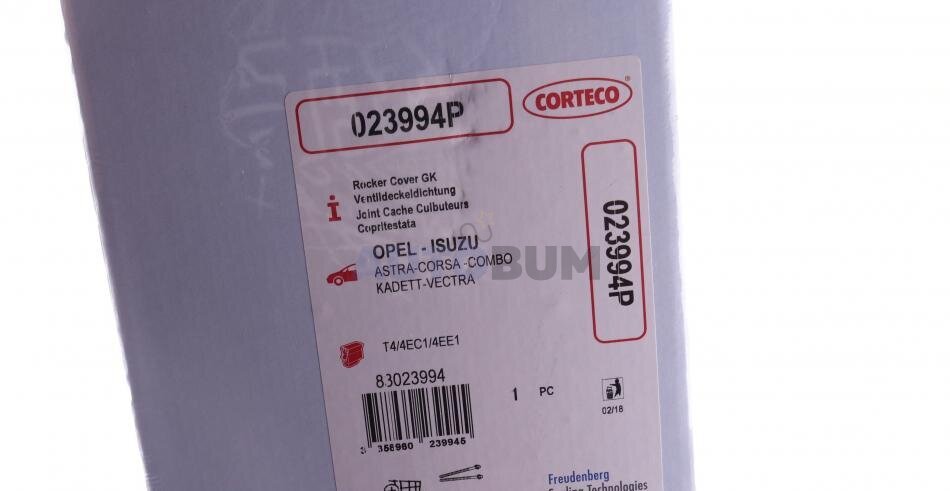 023994P
CORTECO
Rocker Cover GK
Ventildeckeldichtung
Joint Cache Culbuteurs
Copritestata
OPEL - ISUZU
ASTRA-CORSA -COMBO
KADETT-VECTRA
023994P
BUM
T4/4EC1/4EE1
83023994
1 PC
02/18
3 358960 239945
Freudenberg
Sealing Technologies